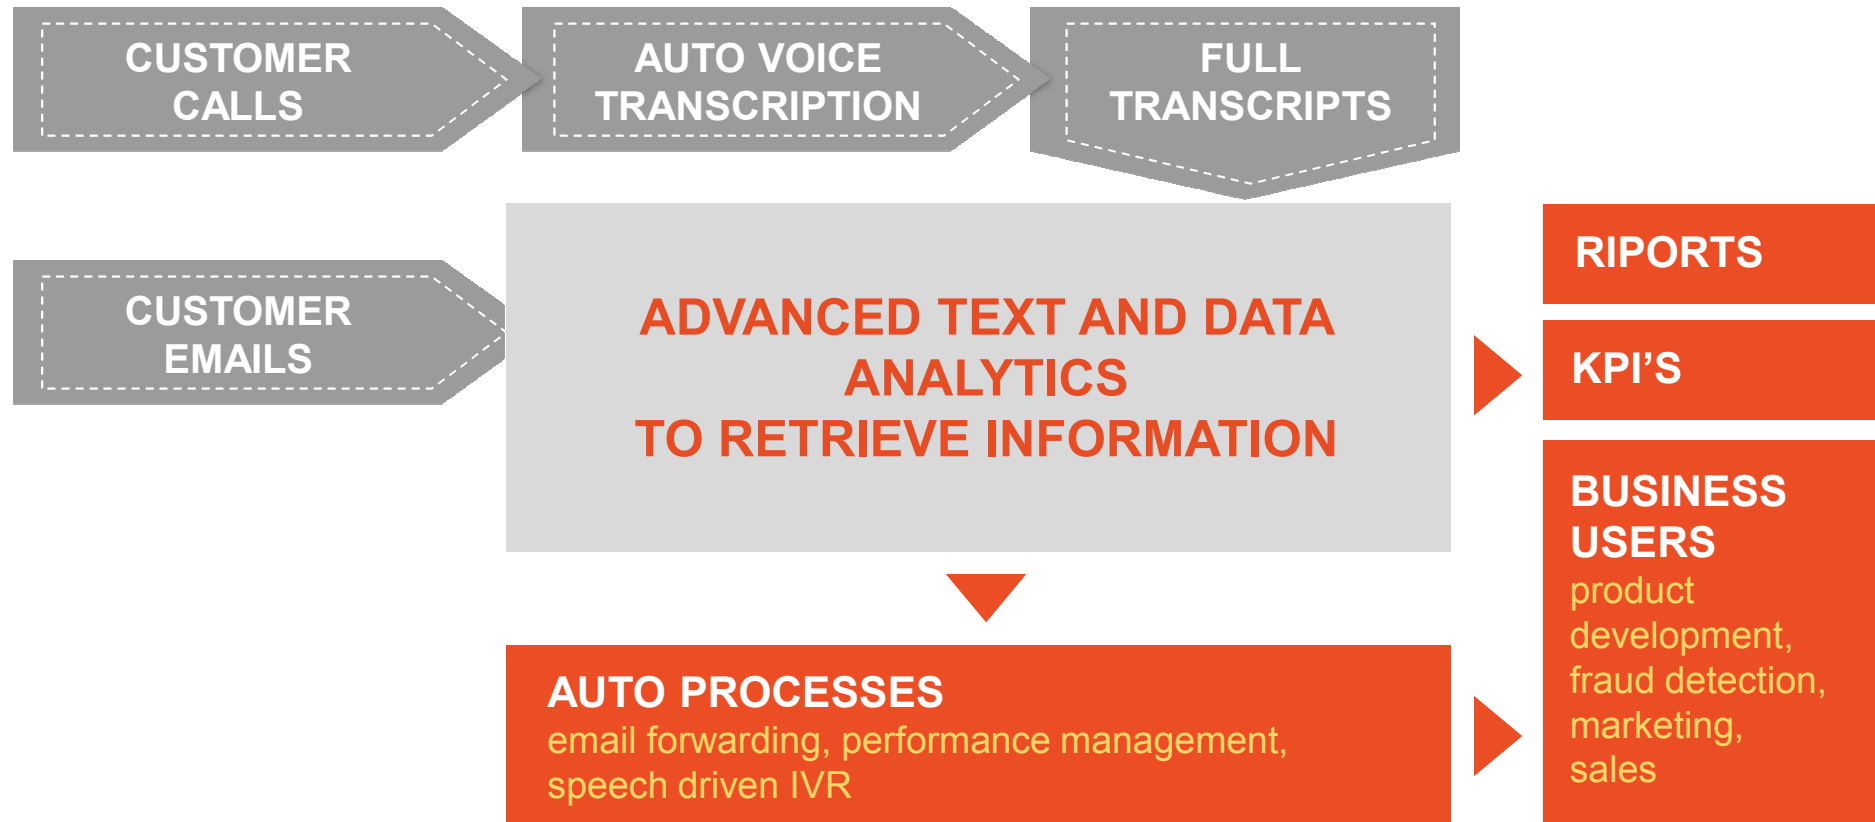 CUSTOMER
CALLS
AUTO VOICE
TRANSCRIPTION
FULL
TRANSCRIPTS
CUSTOMER
EMAILS
ADVANCED TEXT AND DATA
ANALYTICS
TO RETRIEVE INFORMATION
RIPORTS
KPI’S
BUSINESS
USERS
product
development,
fraud detection,
marketing,
sales
AUTO PROCESSES
email forwarding, performance management,
speech driven IVR